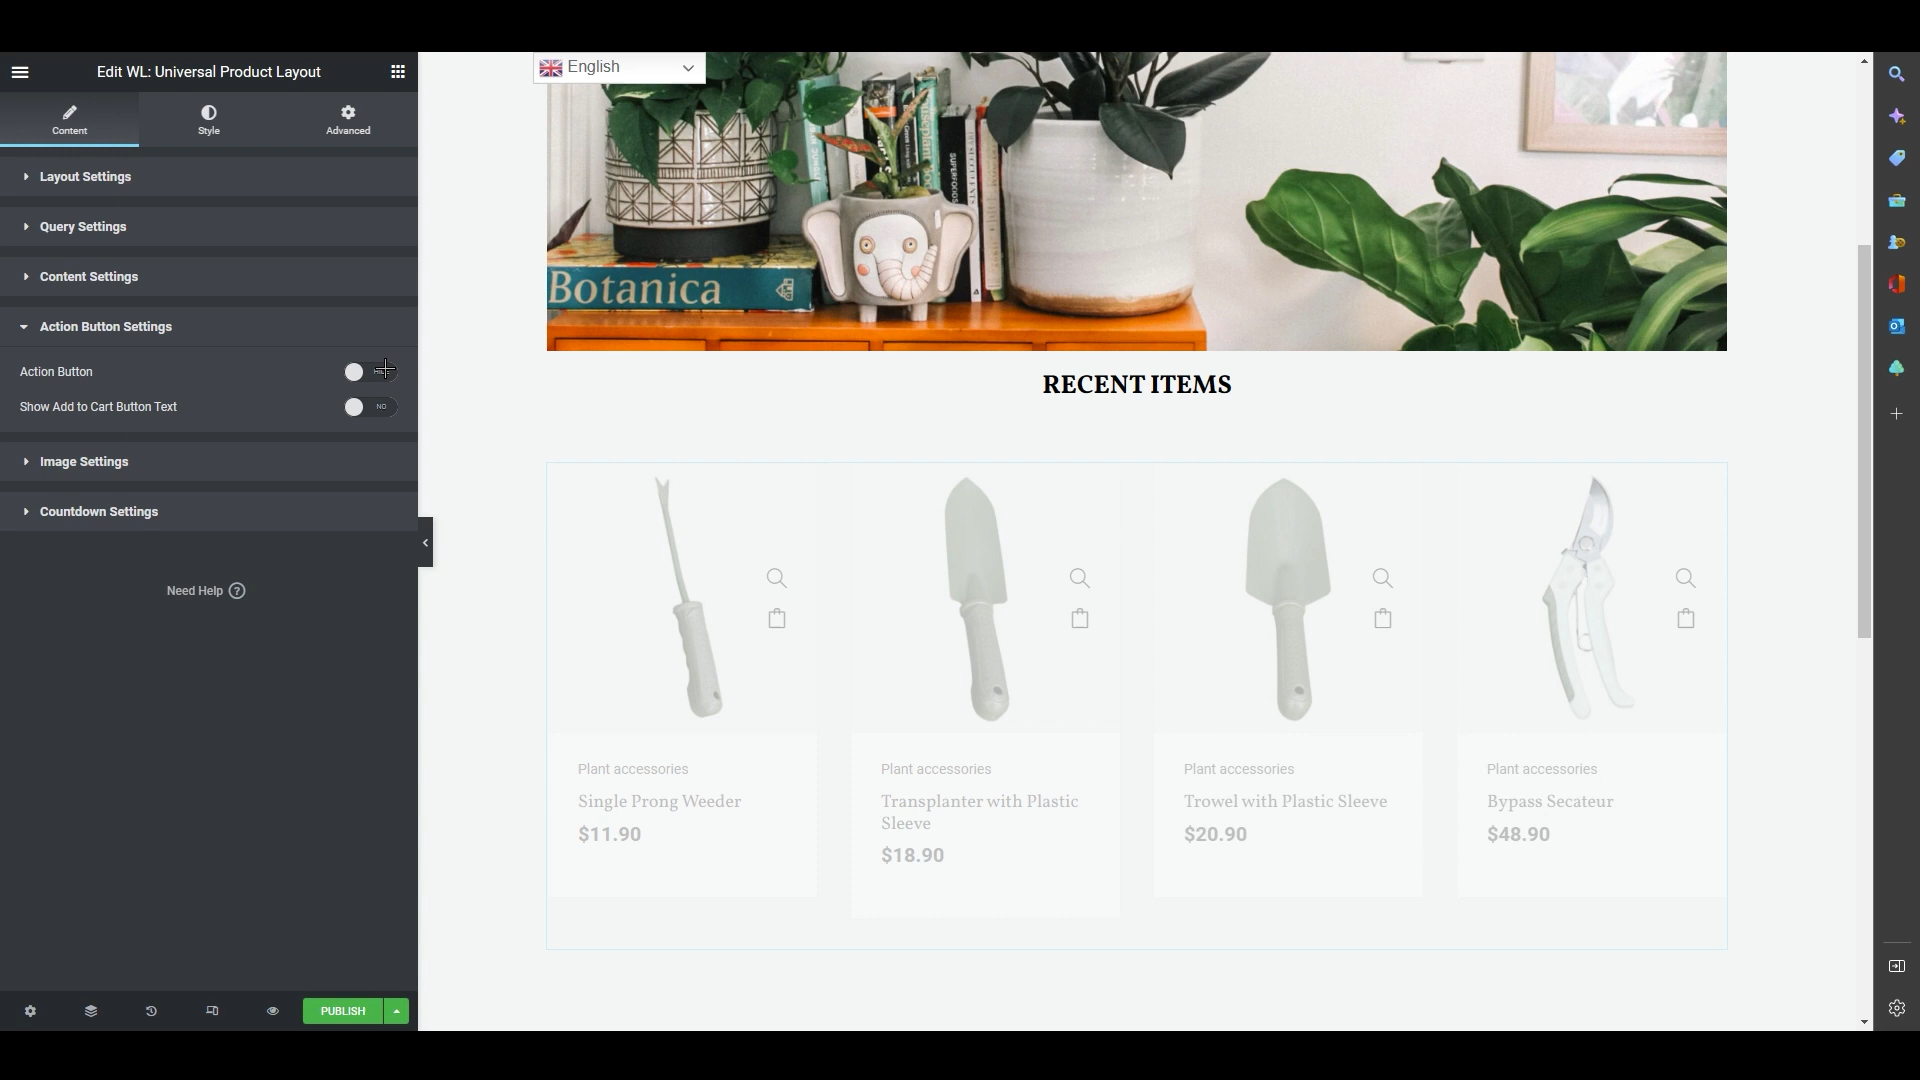 Edit WL: Universal Product Layout
Content
Style
Advanced
Layout Settings
Query Settings
Content Settings
Action Button Settings
Action Button
Show Add to Cart Button Text
NO
Image Settings
Countdown Settings
Need Help
PUBLISH
English
SUPERFOODS
Botanica
RECENT ITEMS
Plant accessories
Single Prong Weeder
$11.90
Plant accessories
Transplanter with Plastic
Sleeve
$18.90
Plant accessories
Trowel with Plastic Sleeve
$20.90
Plant accessories
Bypass Secateur
$48.90